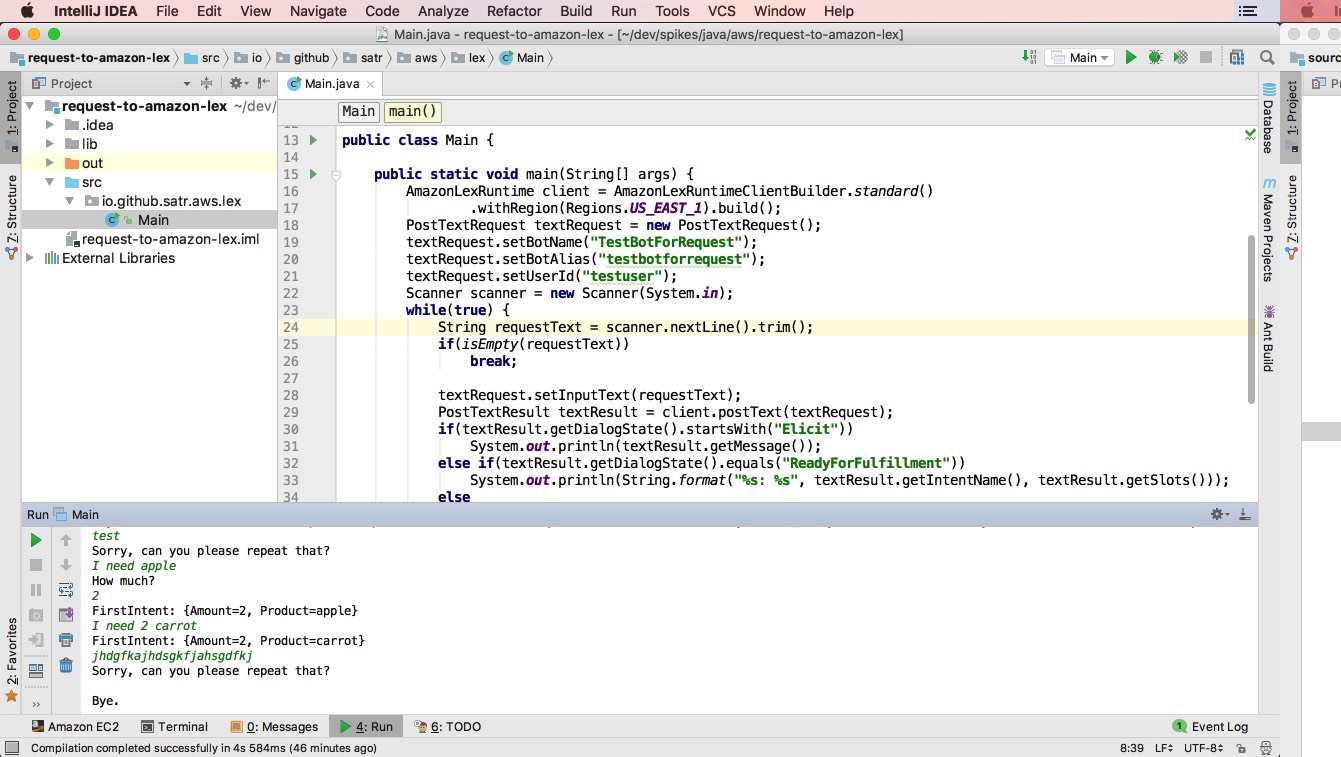 IntelliJ IDEA File Edit View Navigate Code Analyze Refactor Build Run Tools VCS Window Help
Main.java - request-to-amazon-lex - [~/dev/spikes/java/aws/request-to-amazon-lex]
request-to-amazon-lex src io github satr aws lex Main Main
Project Main.java
1: Project
Z: Structure
2: Favorites
request-to-amazon-lex ~/dev/
.idea
lib
out
src
io.github.satr.aws.lex
Main
request-to-amazon-lex.iml
External Libraries
Main main()
13 public class Main {
14
15 public static void main(String[] args) {
16 AmazonLexRuntime client = AmazonLexRuntimeClientBuilder.standard()
17 .withRegion(Regions.US_EAST_1).build();
18 PostTextRequest textRequest = new PostTextRequest();
19 textRequest.setBotName("TestBotForRequest");
20 textRequest.setBotAlias("testbotforrequest");
21 textRequest.setUserId("testuser");
22 Scanner scanner = new Scanner(System.in);
23 while(true) {
24 String requestText = scanner.nextLine().trim();
25 if(isEmpty(requestText))
26 break;
27
28 textRequest.setInputText(requestText);
29 PostTextResult textResult = client.postText(textRequest);
30 if(textResult.getDialogState().startsWith("Elicit"))
31 System.out.println(textResult.getMessage());
32 else if(textResult.getDialogState().equals("ReadyForFulfillment"))
33 System.out.println(String.format("%s: %s", textResult.getIntentName(), textResult.getSlots()));
34 else
Database
Maven Projects
Ant Build
sourc
1: Project
Z: Structure
Run Main
test
Sorry, can you please repeat that?
I need apple
How much?
2
FirstIntent: {Amount=2, Product=apple}
I need 2 carrot
FirstIntent: {Amount=2, Product=carrot}
jhdgfkajhdsgkfjahsgdfkj
Sorry, can you please repeat that?
Bye.
Amazon EC2 Terminal 0: Messages 4: Run 6: TODO 1 Event Log
Compilation completed successfully in 4s 584ms (46 minutes ago) 8:39 LF UTF-8